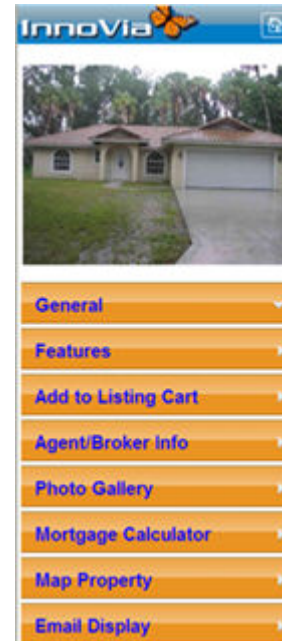 InnoVia
General
Features
Add to Listing Cart
Agent/Broker Info
Photo Gallery
Mortgage Calculator
Map Property
Email Display